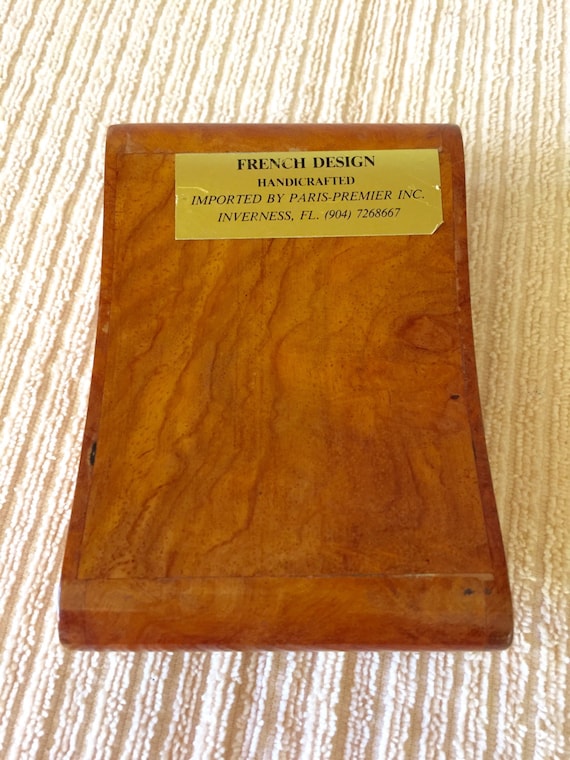 FRENCH DESIGN
HANDICRAFTED
IMPORTED BY PARIS-PREMIER INC.
INVERNESS, FL. (904) 7268667